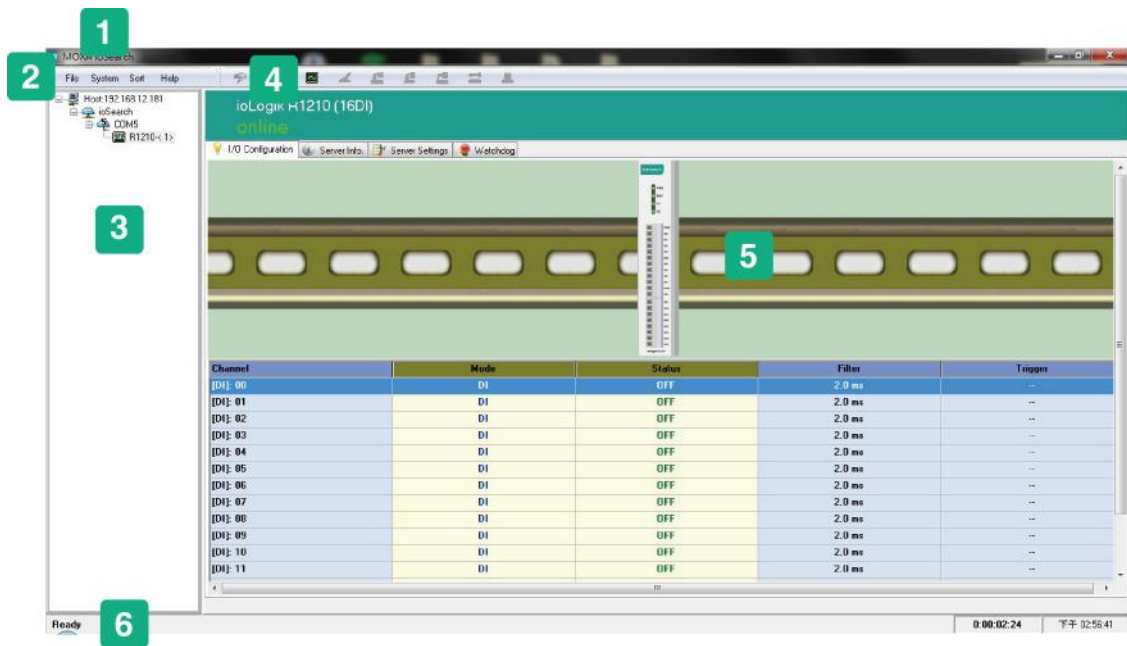 1
MOXA ioSearch
2
File System Sort Help
4
Host:192.168.12.181
ioSearch
COM5
R1210-< 1>
3
ioLogik R1210 (16DI)
online
I/O Configuration Server Info. Server Settings Watchdog
5
Channel Mode Status Filter Trigger
[DI]: 00 DI OFF 2.0 ms --
[DI]: 01 DI OFF 2.0 ms --
[DI]: 02 DI OFF 2.0 ms --
[DI]: 03 DI OFF 2.0 ms --
[DI]: 04 DI OFF 2.0 ms --
[DI]: 05 DI OFF 2.0 ms --
[DI]: 06 DI OFF 2.0 ms --
[DI]: 07 DI OFF 2.0 ms --
[DI]: 08 DI OFF 2.0 ms --
[DI]: 09 DI OFF 2.0 ms --
[DI]: 10 DI OFF 2.0 ms --
[DI]: 11 DI OFF 2.0 ms --
Ready 6 0:00:02:24 下午 02:56:41